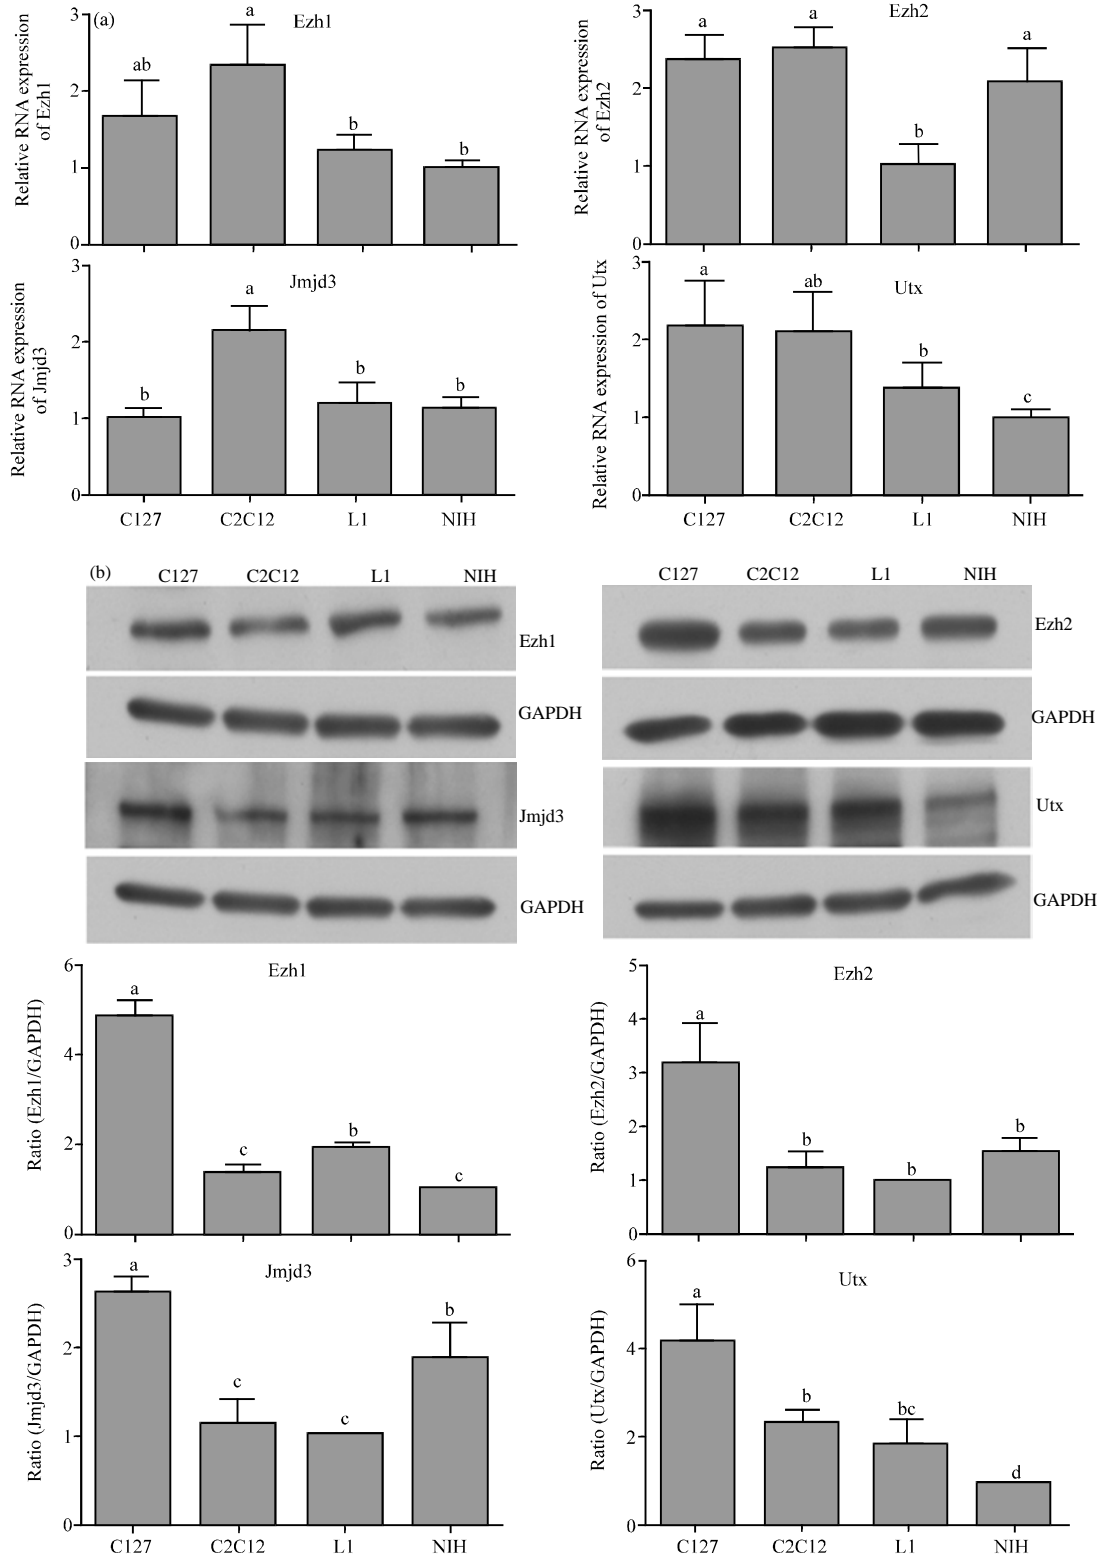 (a)
Ezh1
Relative RNA expression
of Ezh1
3
2
1
0
ab
a
b
b
Ezh2
Relative RNA expression
of Ezh2
3
2
1
0
a
a
b
a
Jmjd3
Relative RNA expression
of Jmjd3
3
2
1
0
b
a
b
b
C127 C2C12 L1 NIH
Utx
Relative RNA expression of Utx
3
2
1
0
a
ab
b
c
C127 C2C12 L1 NIH
(b)
C127 C2C12 L1 NIH
Ezh1
GAPDH
Jmjd3
GAPDH
C127 C2C12 L1 NIH
Ezh2
GAPDH
Utx
GAPDH
Ezh1
Ratio (Ezh1/GAPDH)
6
4
2
0
a
c
b
c
Ezh2
Ratio (Ezh2/GAPDH)
5
4
3
2
1
0
a
b
b
b
Jmjd3
Ratio (Jmjd3/GAPDH)
3
2
1
0
a
c
c
b
C127 C2C12 L1 NIH
Utx
Ratio (Utx/GAPDH)
6
4
2
0
a
b
bc
d
C127 C2C12 L1 NIH